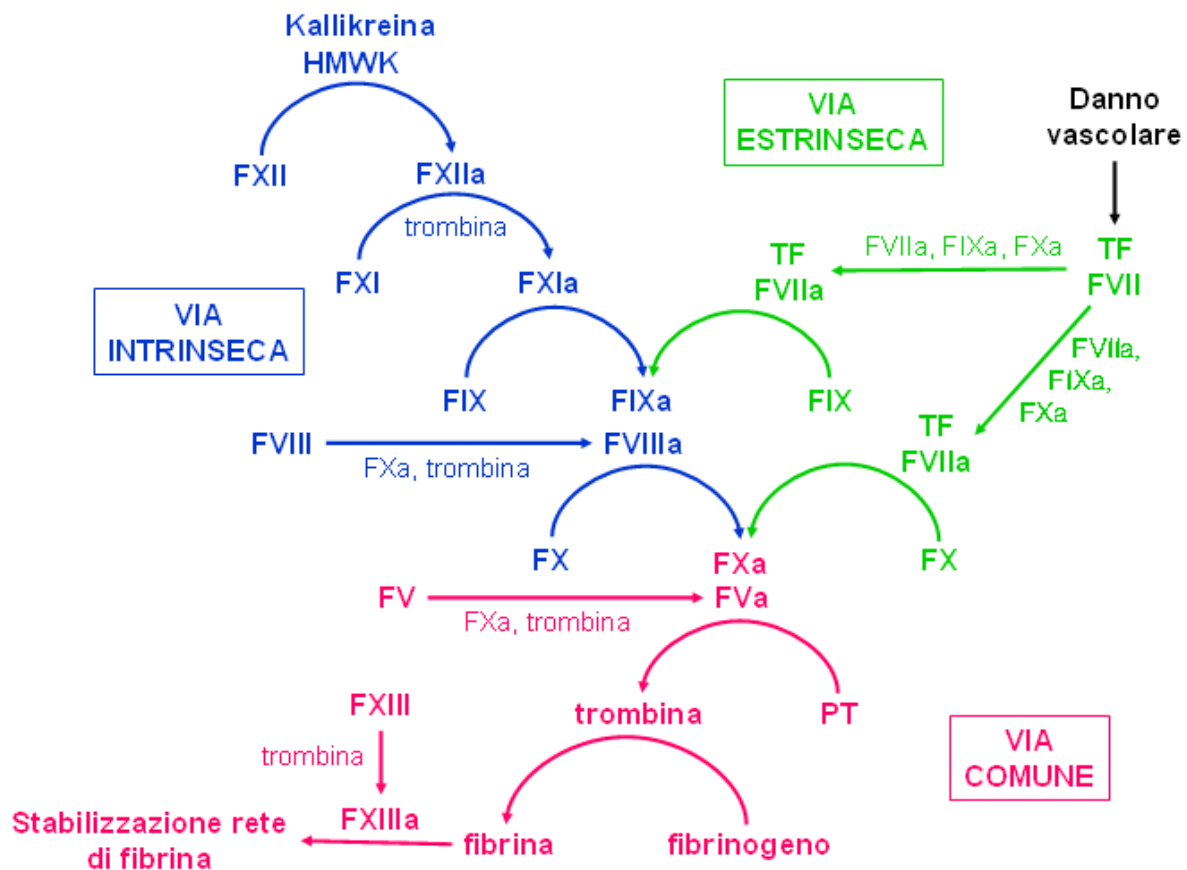 Kallikreina
HMWK
VIA
ESTRINSECA
Danno
vascolare
FXII
FXIIa
trombina
FXI
FXIa
TF
FVIIa
FVIIa, FIXa, FXa
TF
FVII
VIA
INTRINSECA
FVIIa,
FIXa,
FXa
FIX
FIXa
FIX
FVIII
FXa, trombina
FVIIIa
TF
FVIIa
FX
FXa
FX
FV
FXa, trombina
FVa
FXIII
trombina
trombina
PT
VIA
COMUNE
FXIIIa
Stabilizzazione rete
di fibrina
fibrina
fibrinogeno